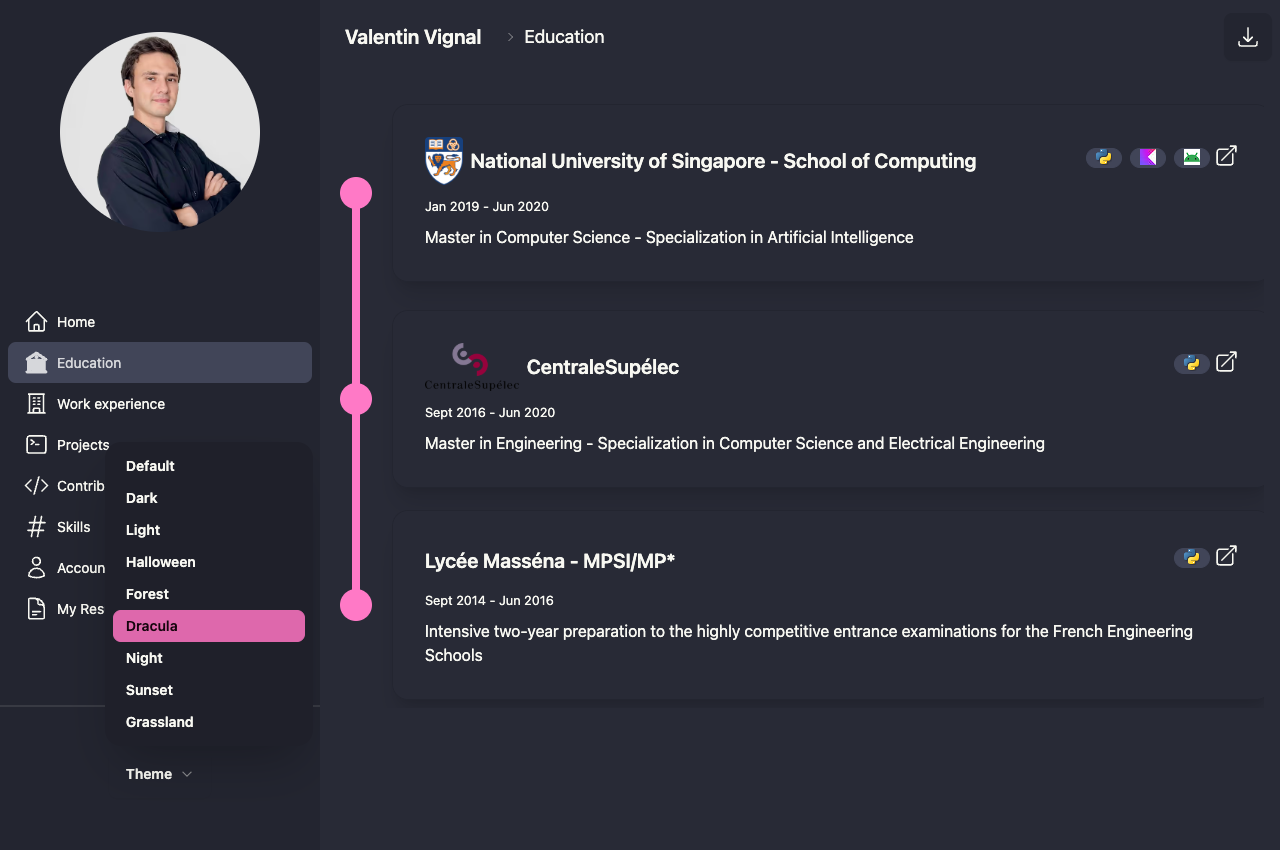 Valentin Vignal
Education
Home
Education
Work experience
Projects
Contrib
Skills
Accoun
My Res
Default
Dark
Light
Halloween
Forest
Dracula
Night
Sunset
Grassland
Theme
National University of Singapore - School of Computing
Jan 2019 - Jun 2020
Master in Computer Science - Specialization in Artificial Intelligence
CentraleSupélec
CentraleSupélec
Sept 2016 - Jun 2020
Master in Engineering - Specialization in Computer Science and Electrical Engineering
Lycée Masséna - MPSI/MP*
Sept 2014 - Jun 2016
Intensive two-year preparation to the highly competitive entrance examinations for the French Engineering
Schools